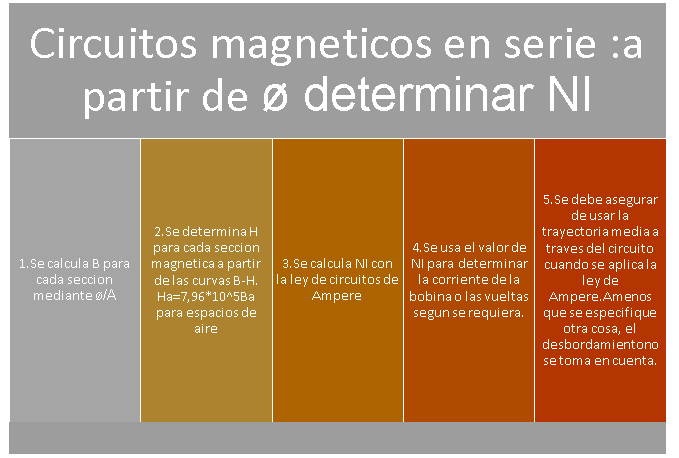 Circuitos magneticos en serie :a
partir de ø determinar NI
1.Se calcula B para
cada seccion
mediante ø/A
2.Se determina H
para cada seccion
magnetica a partir
de las curvas B-H.
Ha=7,96*10^5Ba
para espacios de
aire
3.Se calcula NI con
la ley de circuitos de
Ampere
4.Se usa el valor de
NI para determinar
la corriente de la
bobina o las vueltas
segun se requiera.
5.Se debe asegurar
de usar la
trayectoria media a
traves del circuito
cuando se aplica la
ley de
Ampere.Amenos
que se especifique
otra cosa, el
desbordamientono
se toma en cuenta.